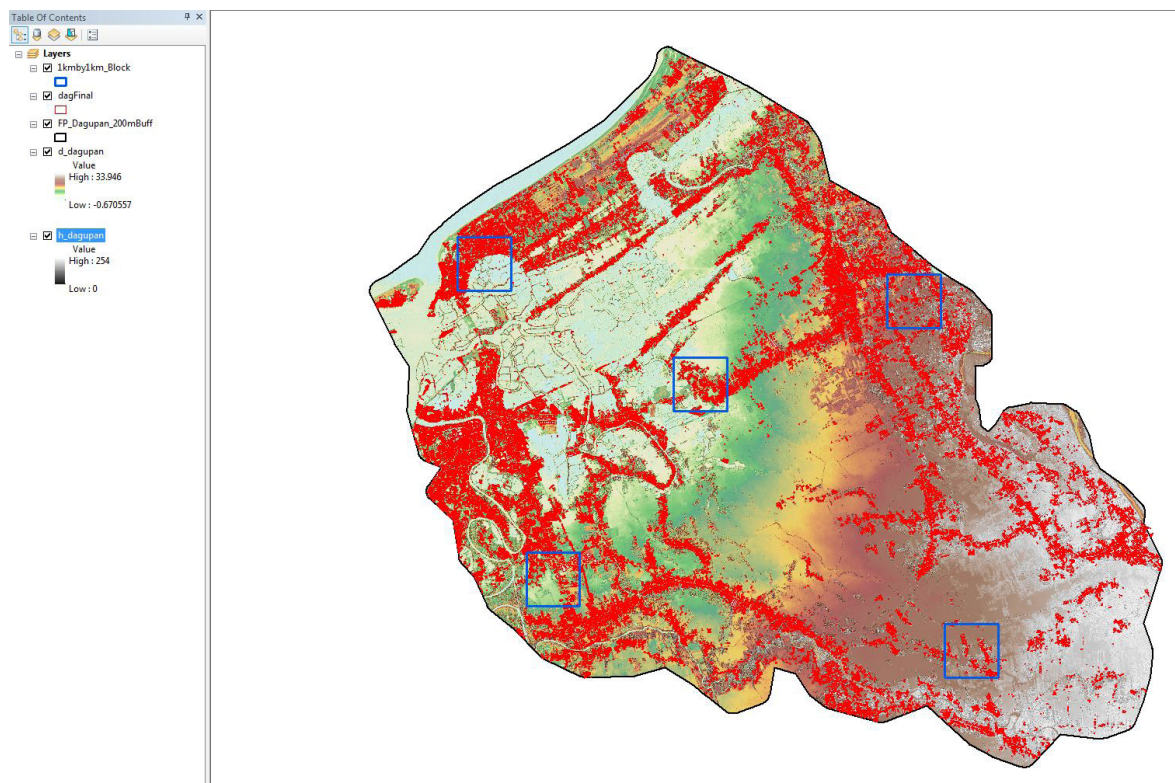 Table Of Contents
Layers
1kmby1km_Block
dagFinal
FP_Dagupan_200mBuff
d_dagupan
Value
High : 33.946
Low : -0.670557
h_dagupan
Value
High : 254
Low : 0